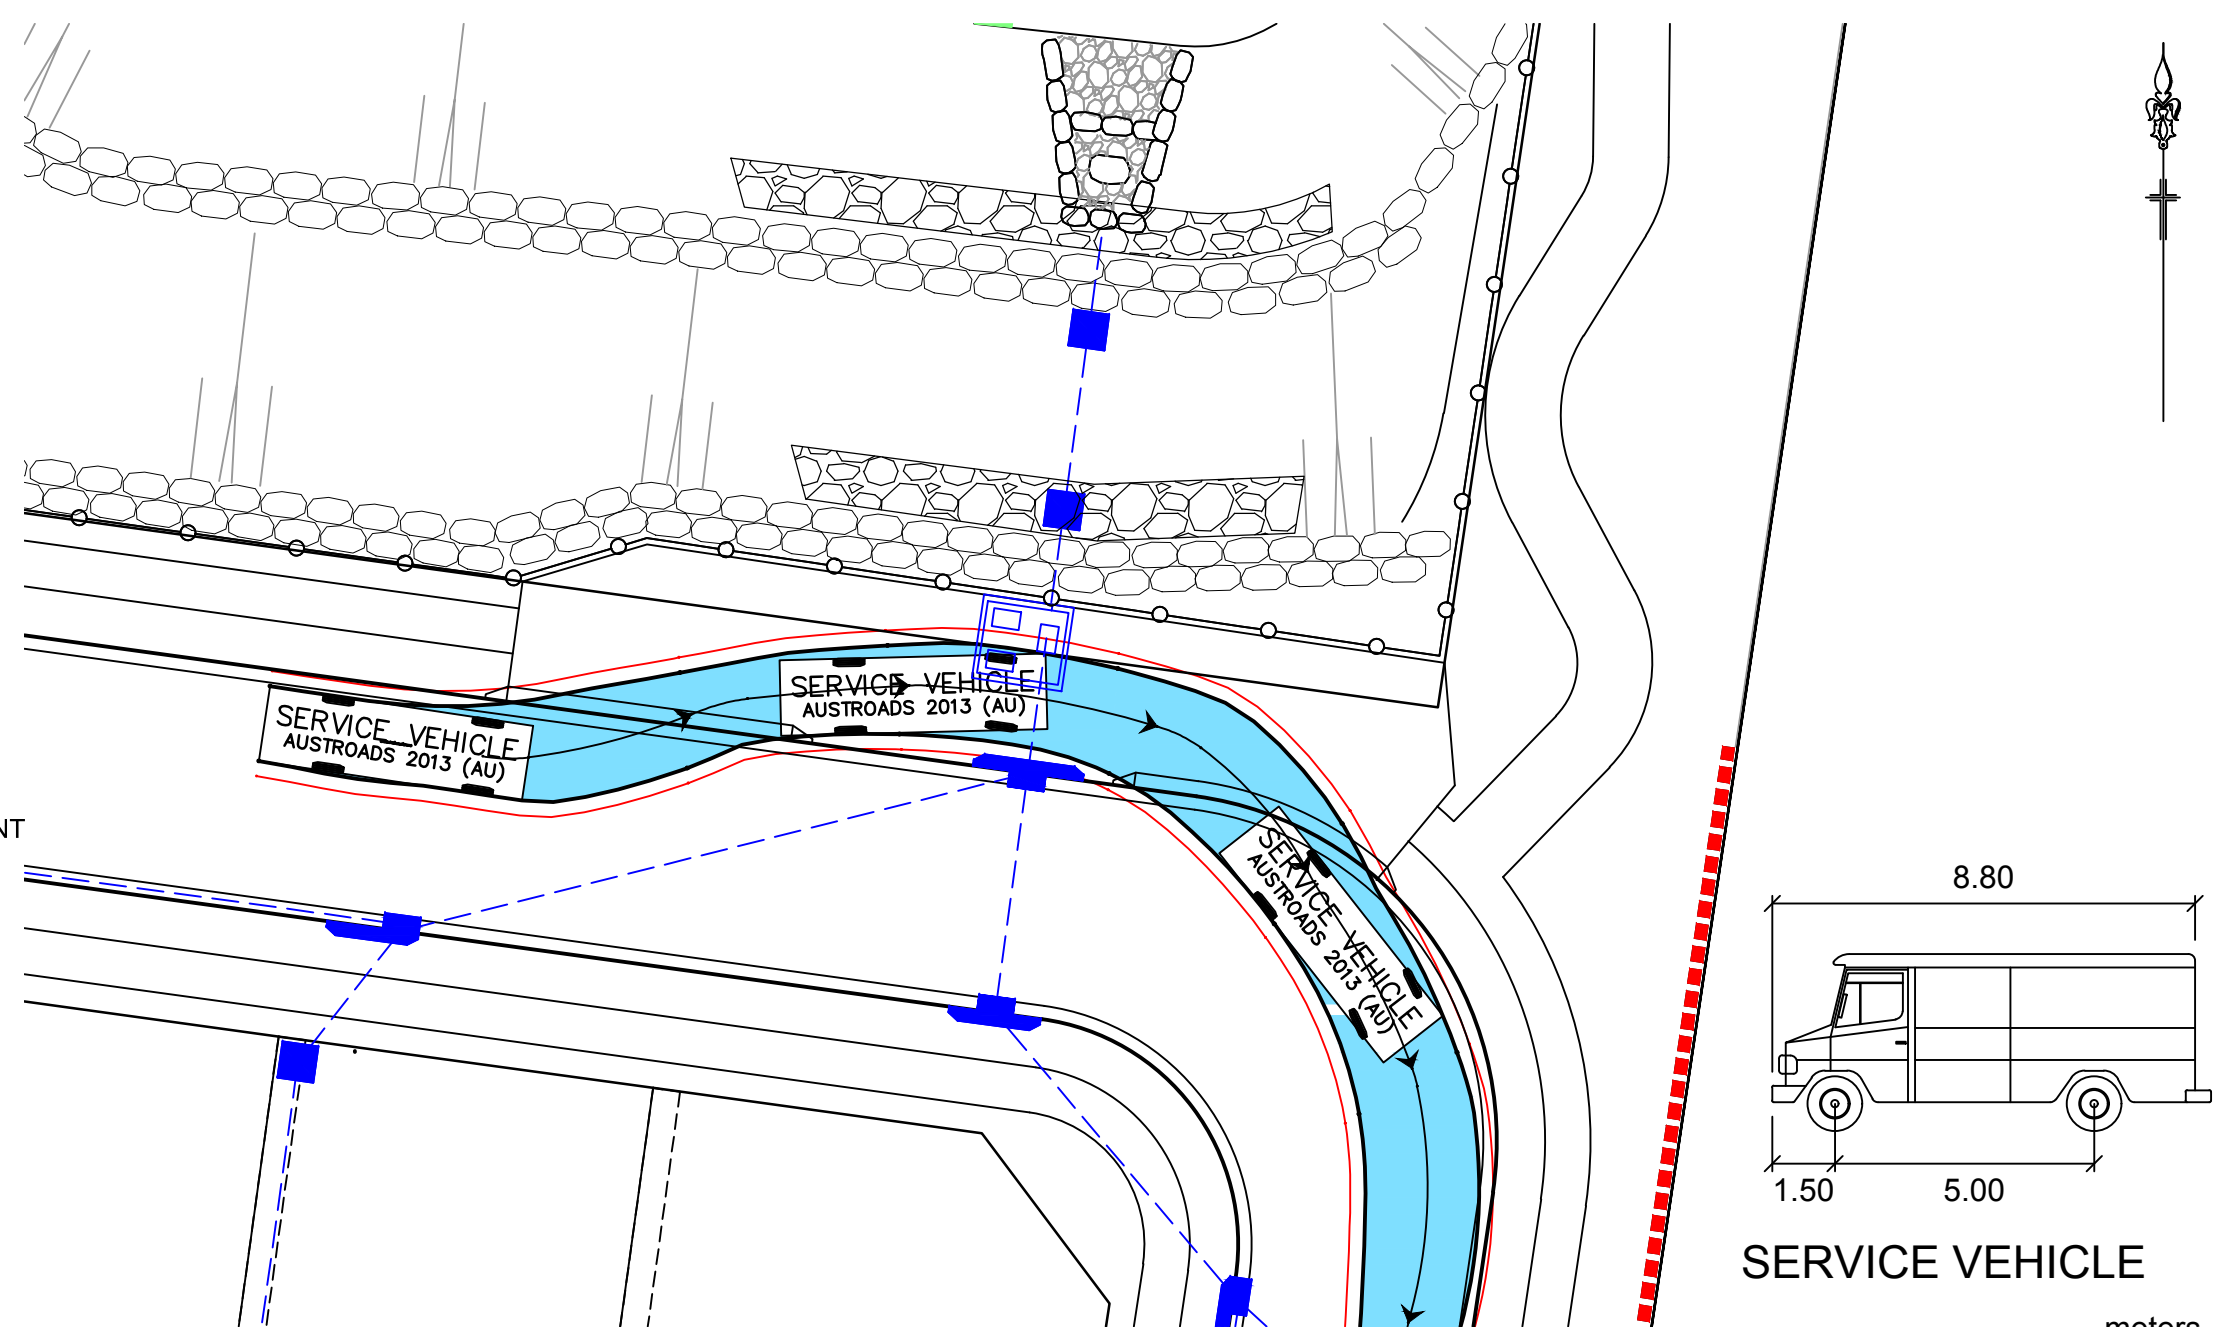 SERVICE VEHICLE
AUSTROADS 2013 (AU)
SERVICE VEHICLE
AUSTROADS 2013 (AU)
NT
SERVICE VEHICLE
AUSTROADS 2013 (AU)
8.80
1.50
5.00
SERVICE VEHICLE
meters